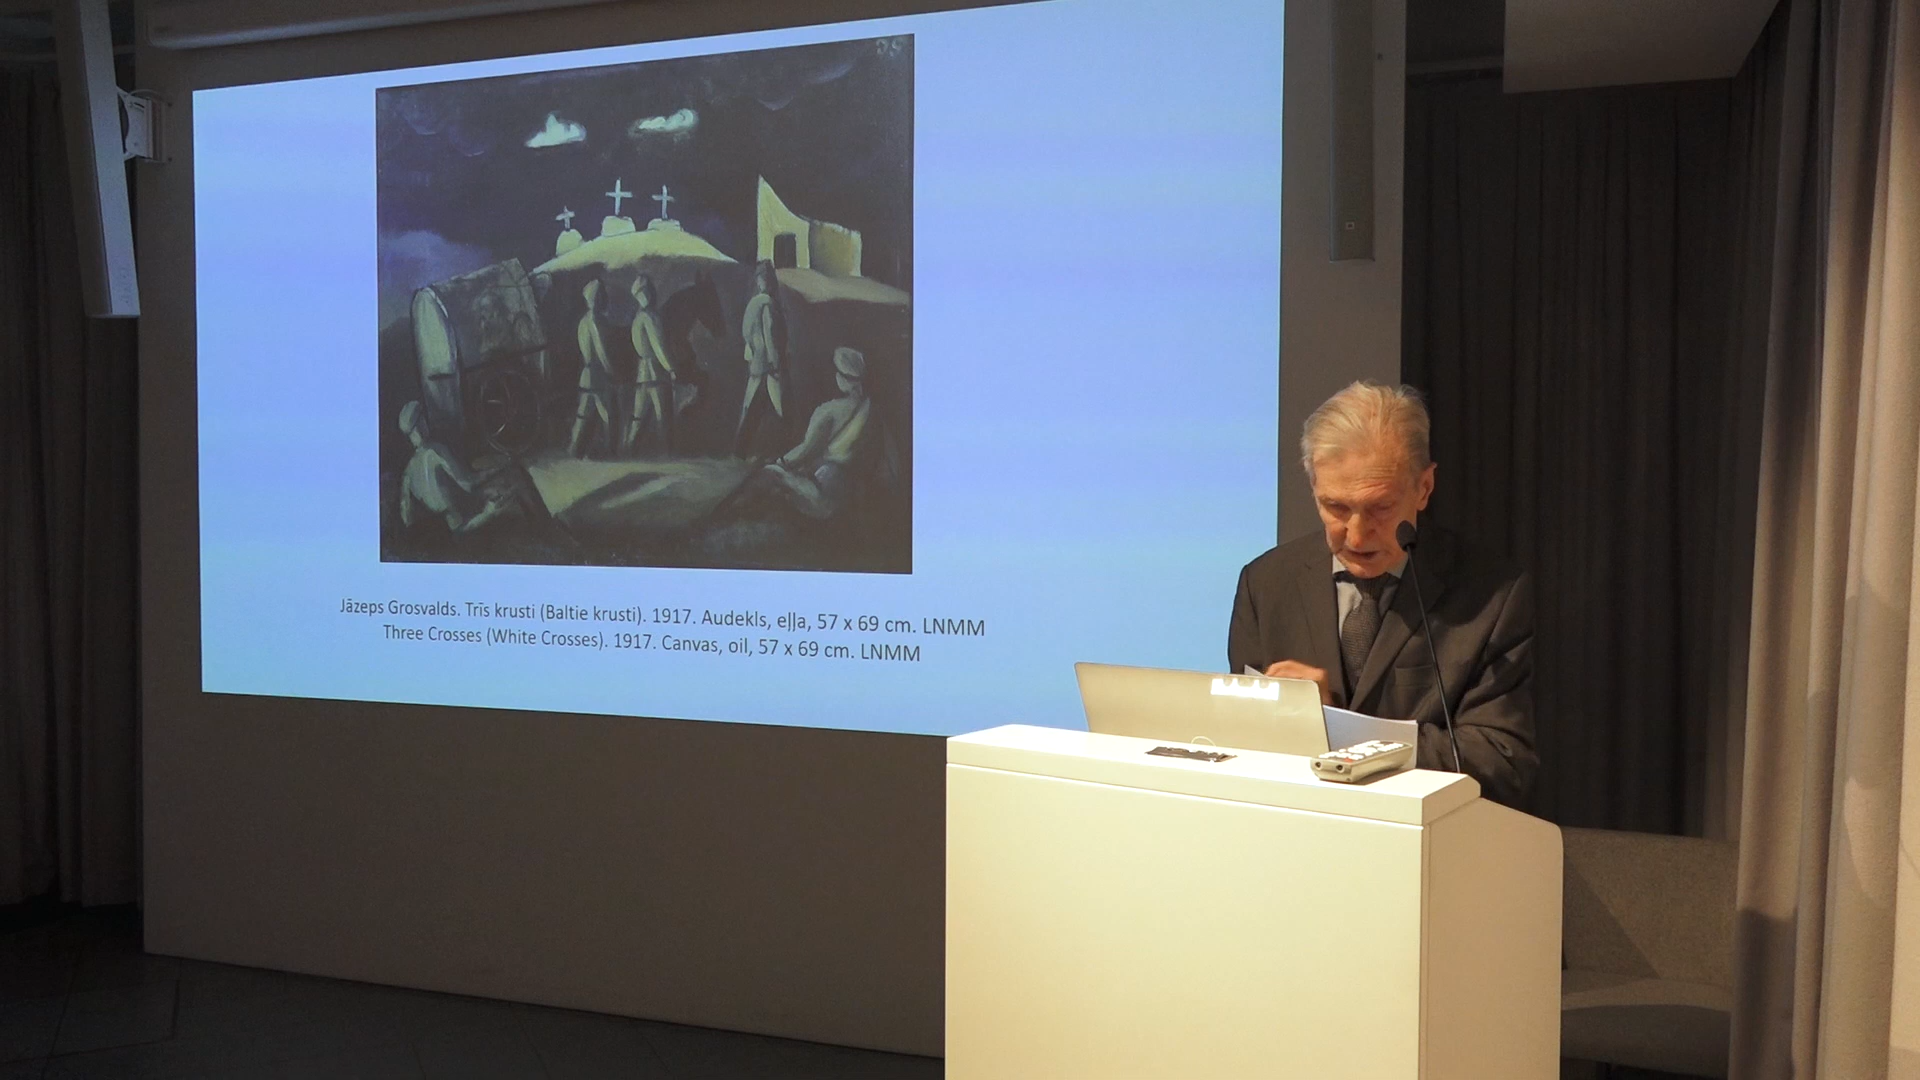 Jāzeps Grosvalds. Trīs krusti (Baltie krusti). 1917. Audekls, eļļa, 57 x 69 cm. LNMM
Three Crosses (White Crosses). 1917. Canvas, oil, 57 x 69 cm. LNMM